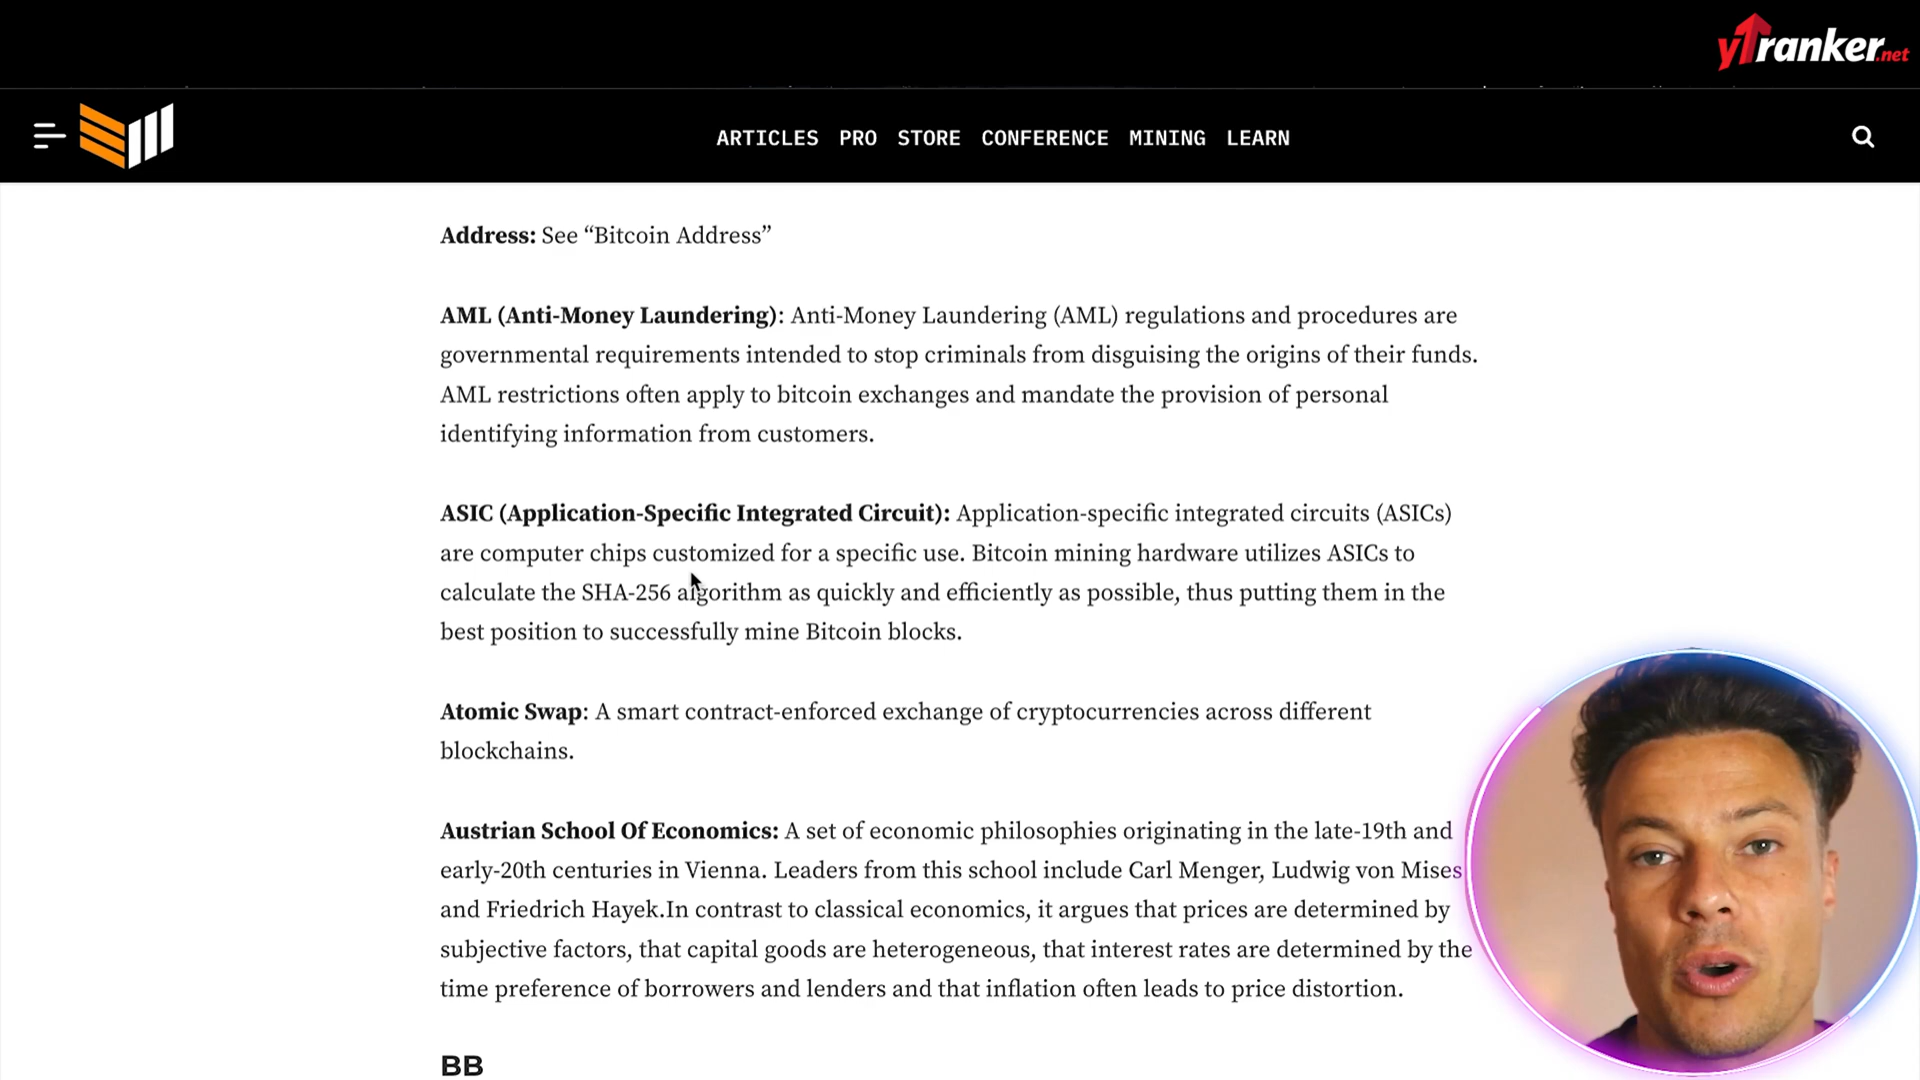 yTranker.net
ARTICLES PRO STORE CONFERENCE MINING LEARN
Address: See “Bitcoin Address”
AML (Anti-Money Laundering): Anti-Money Laundering (AML) regulations and procedures are
governmental requirements intended to stop criminals from disguising the origins of their funds.
AML restrictions often apply to bitcoin exchanges and mandate the provision of personal
identifying information from customers.
ASIC (Application-Specific Integrated Circuit): Application-specific integrated circuits (ASICs)
are computer chips customized for a specific use. Bitcoin mining hardware utilizes ASICs to
calculate the SHA-256 algorithm as quickly and efficiently as possible, thus putting them in the
best position to successfully mine Bitcoin blocks.
Atomic Swap: A smart contract-enforced exchange of cryptocurrencies across different
blockchains.
Austrian School Of Economics: A set of economic philosophies originating in the late-19th and
early-20th centuries in Vienna. Leaders from this school include Carl Menger, Ludwig von Mises
and Friedrich Hayek.In contrast to classical economics, it argues that prices are determined by
subjective factors, that capital goods are heterogeneous, that interest rates are determined by the
time preference of borrowers and lenders and that inflation often leads to price distortion.
BB